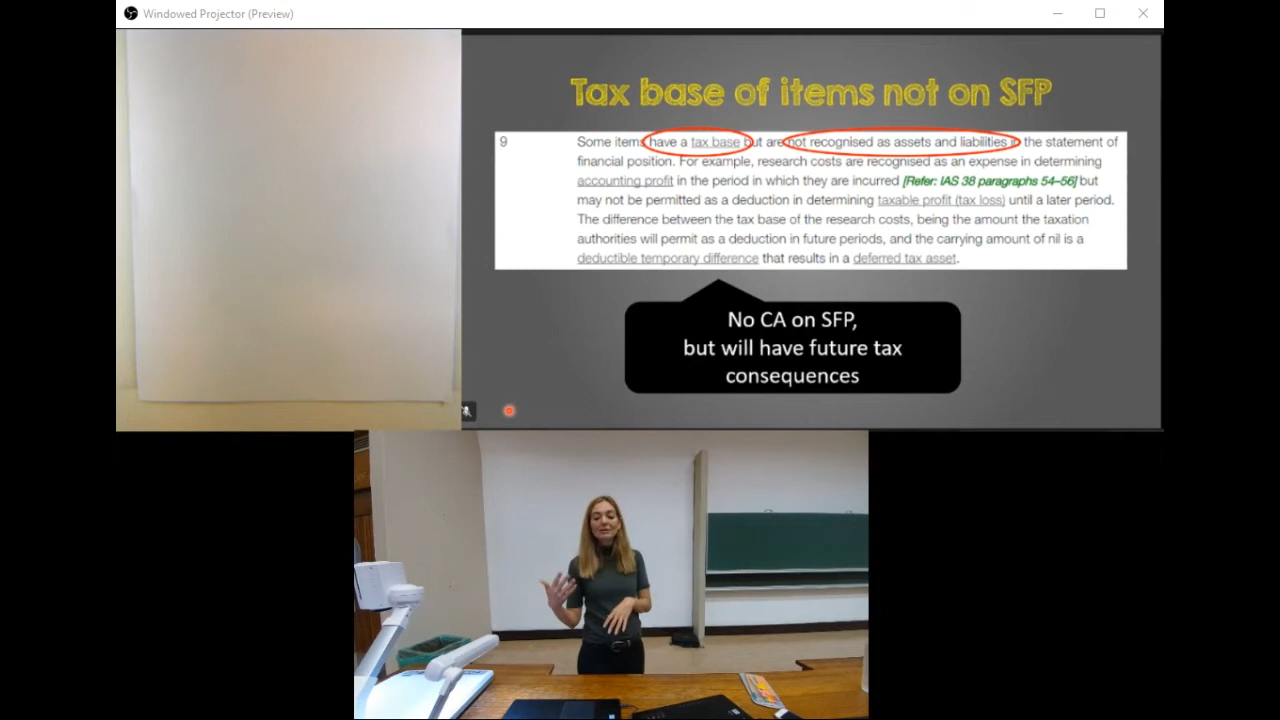 Windowed Projector (Preview)
Tax base of items not on SFP
9 Some items have a tax base but are not recognised as assets and liabilities in the statement of
financial position. For example, research costs are recognised as an expense in determining
accounting profit in the period in which they are incurred [Refer: IAS 38 paragraphs 54–56] but
may not be permitted as a deduction in determining taxable profit (tax loss) until a later period.
The difference between the tax base of the research costs, being the amount the taxation
authorities will permit as a deduction in future periods, and the carrying amount of nil is a
deductible temporary difference that results in a deferred tax asset.
No CA on SFP,
but will have future tax
consequences